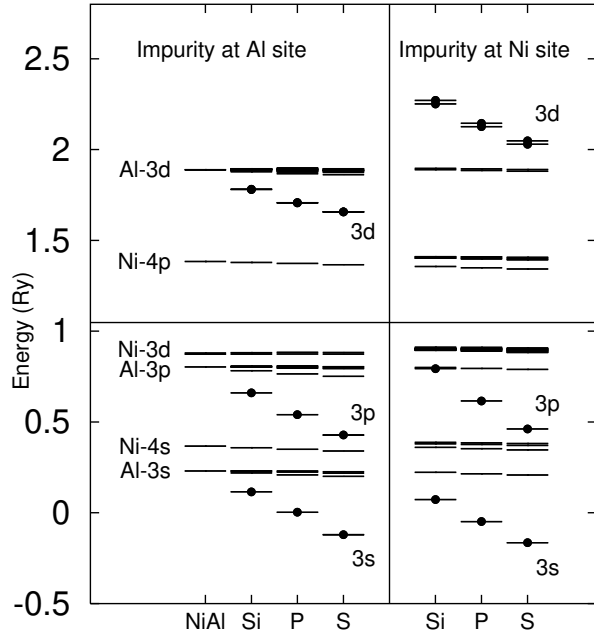 Impurity at Al site
Impurity at Ni site
2.5
3d
2
Al-3d
3d
1.5
Ni-4p
Energy (Ry)
1
Ni-3d
Al-3p
3p
3p
0.5
Ni-4s
Al-3s
0
3s
3s
-0.5
NiAl Si P S
Si P S